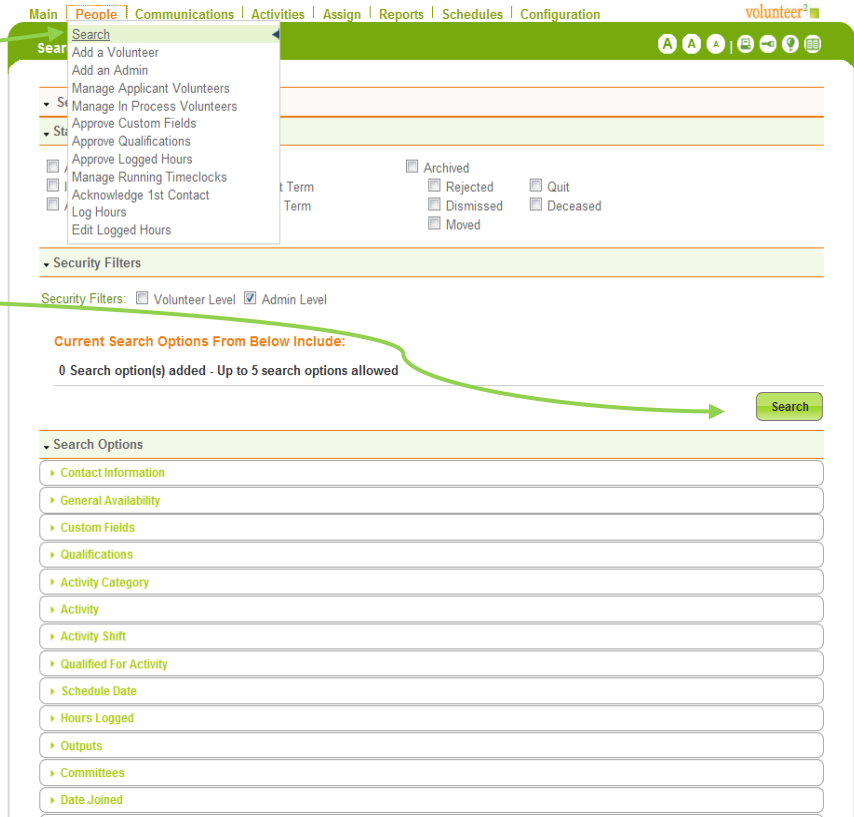 Main People Communications Activities Assign Reports Schedules Configuration volunteer2
Sear A A A
Search
Add a Volunteer
Add an Admin
Manage Applicant Volunteers
Manage In Process Volunteers
Approve Custom Fields
Approve Qualifications
Approve Logged Hours
Manage Running Timeclocks
Acknowledge 1st Contact
Log Hours
Edit Logged Hours
Se
Sta
A Archived
t Term Rejected Quit
Term Dismissed Deceased
Moved
Security Filters
Security Filters: Volunteer Level Admin Level
Current Search Options From Below Include:
0 Search option(s) added - Up to 5 search options allowed
Search
Search Options
Contact Information
General Availability
Custom Fields
Qualifications
Activity Category
Activity
Activity Shift
Qualified For Activity
Schedule Date
Hours Logged
Outputs
Committees
Date Joined